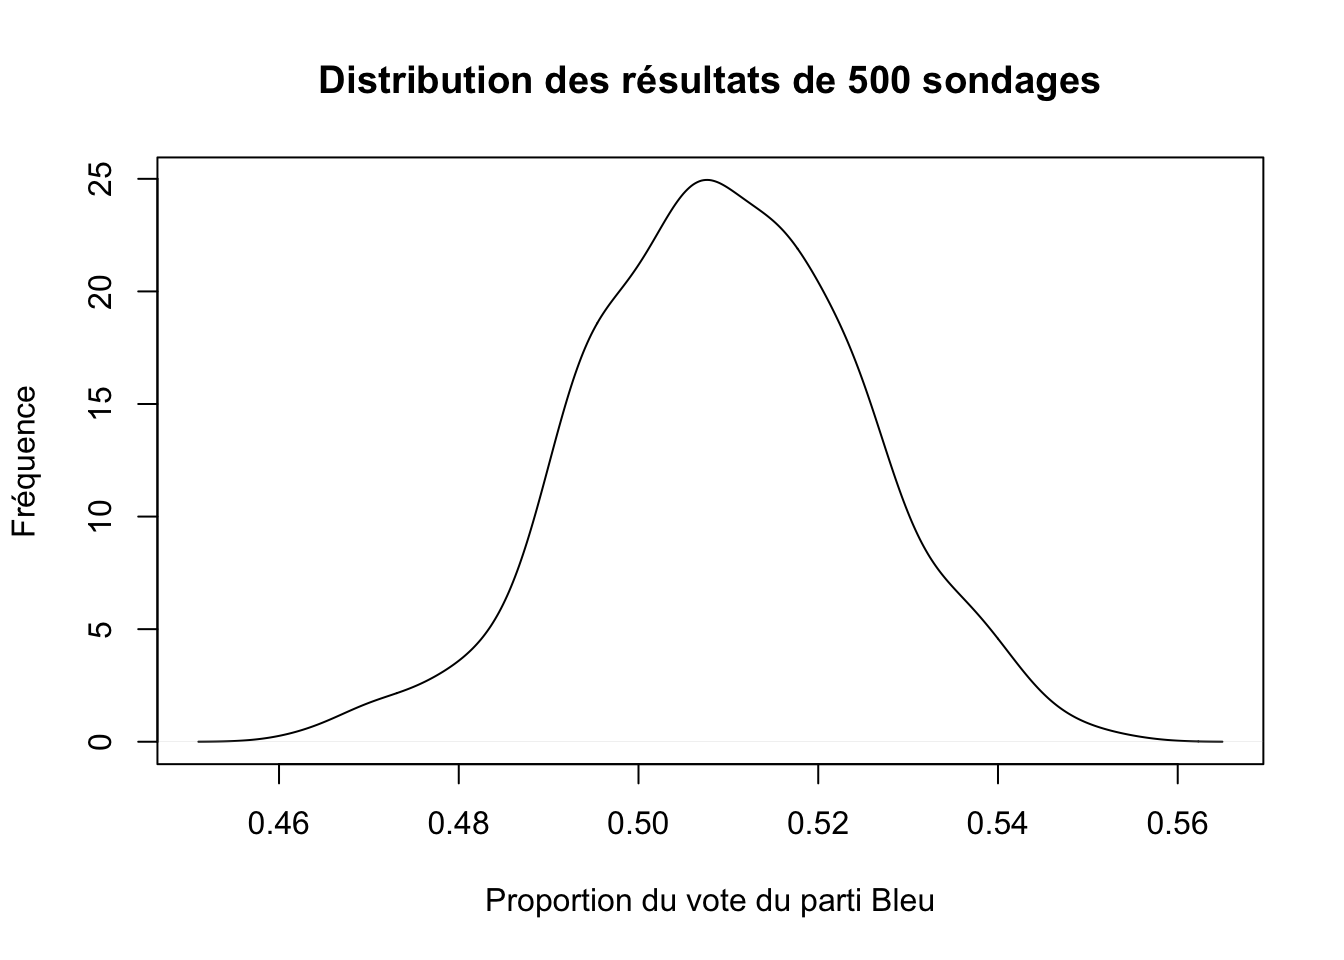 Distribution des résultats de 500 sondages
Fréquence
25
20
15
10
5
0
0.46 0.48 0.50 0.52 0.54 0.56
Proportion du vote du parti Bleu